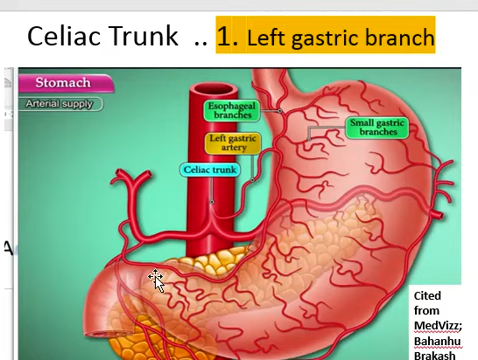 Celiac Trunk .. 1. Left gastric branch
Stomach
Arterial supply
Esophageal
branches
Left gastric
artery
Small gastric
branches
Celiac trunk
Cited
from
MedVizz;
Bahanhu
Brakash